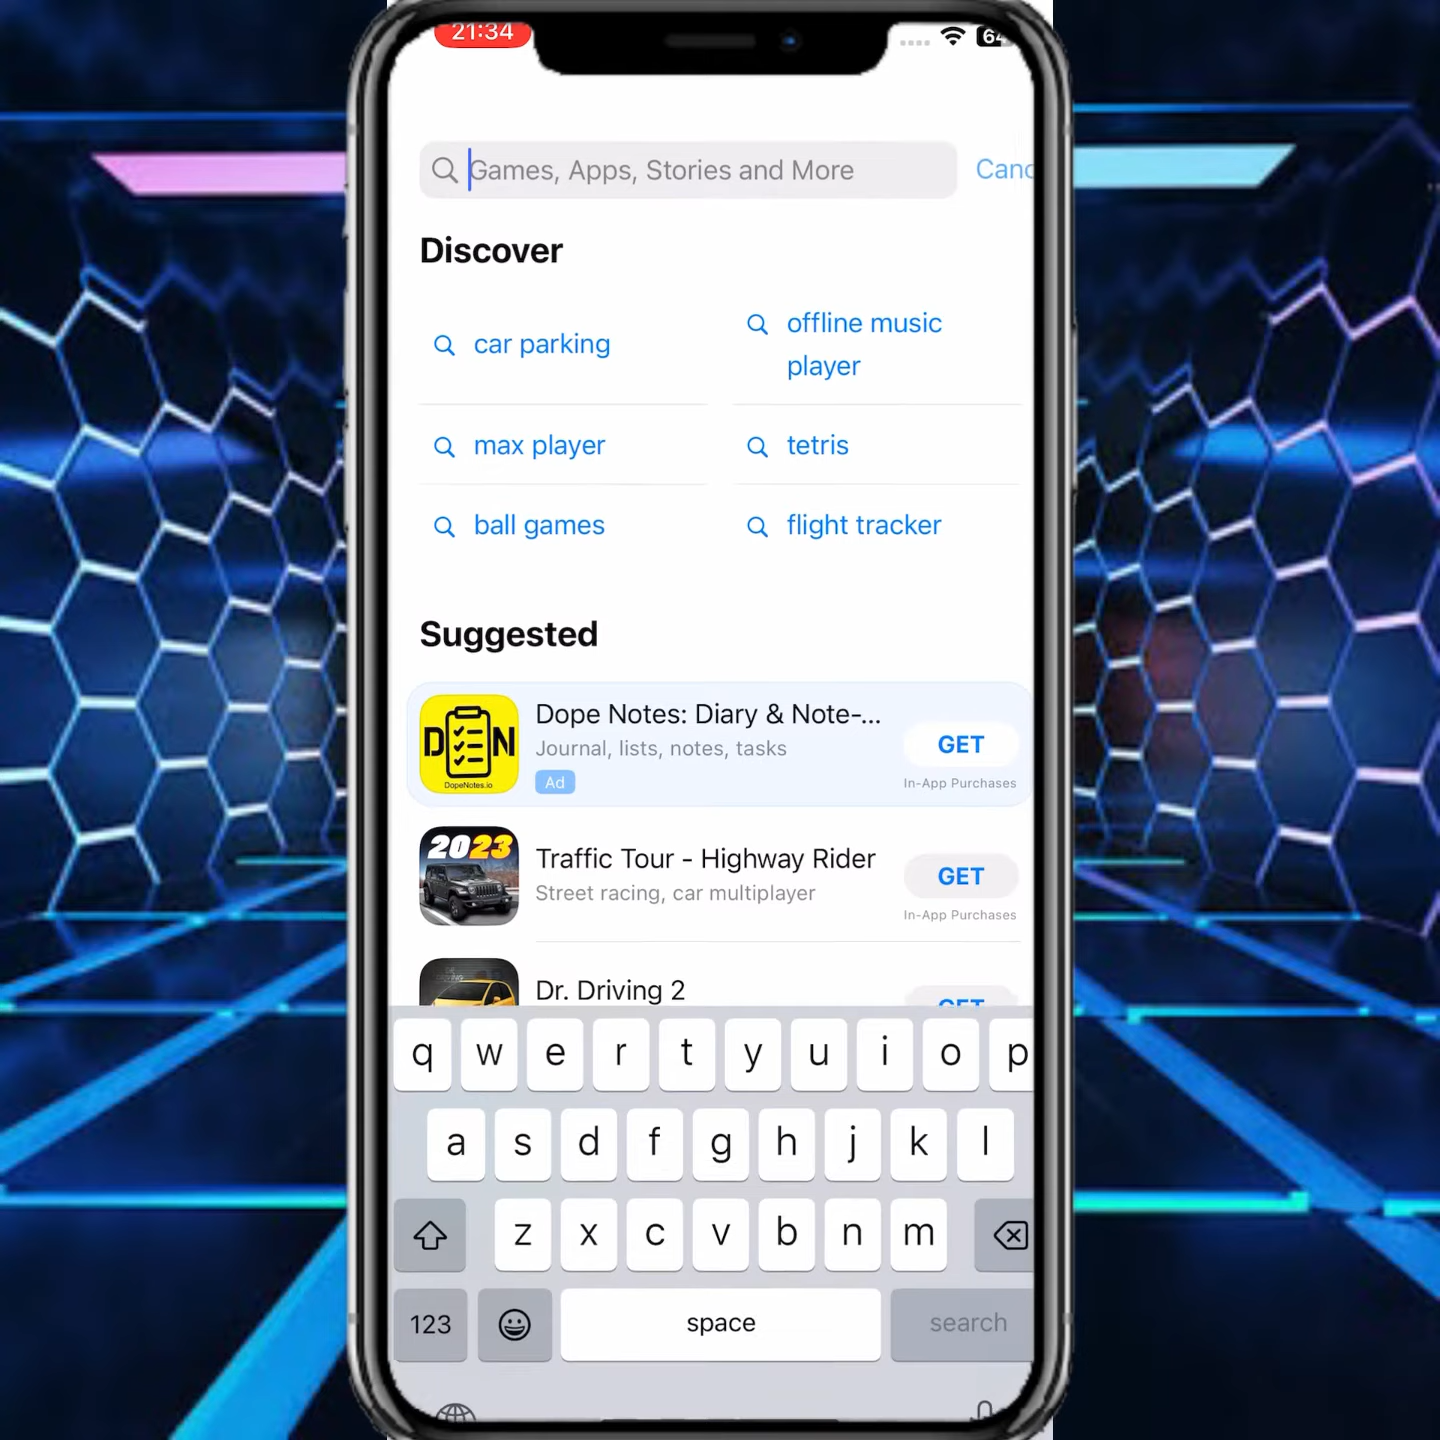 21:34
64
Games, Apps, Stories and More
Canc
Discover
car parking
offline music
player
max player
tetris
ball games
flight tracker
Suggested
DN
DopeNotes.io
Dope Notes: Diary & Note-...
Journal, lists, notes, tasks
Ad
GET
In-App Purchases
2023
Traffic Tour - Highway Rider
Street racing, car multiplayer
GET
In-App Purchases
Dr. Driving 2
GET
q w e r t y u i o p
a s d f g h j k l
z x c v b n m
123
space
search